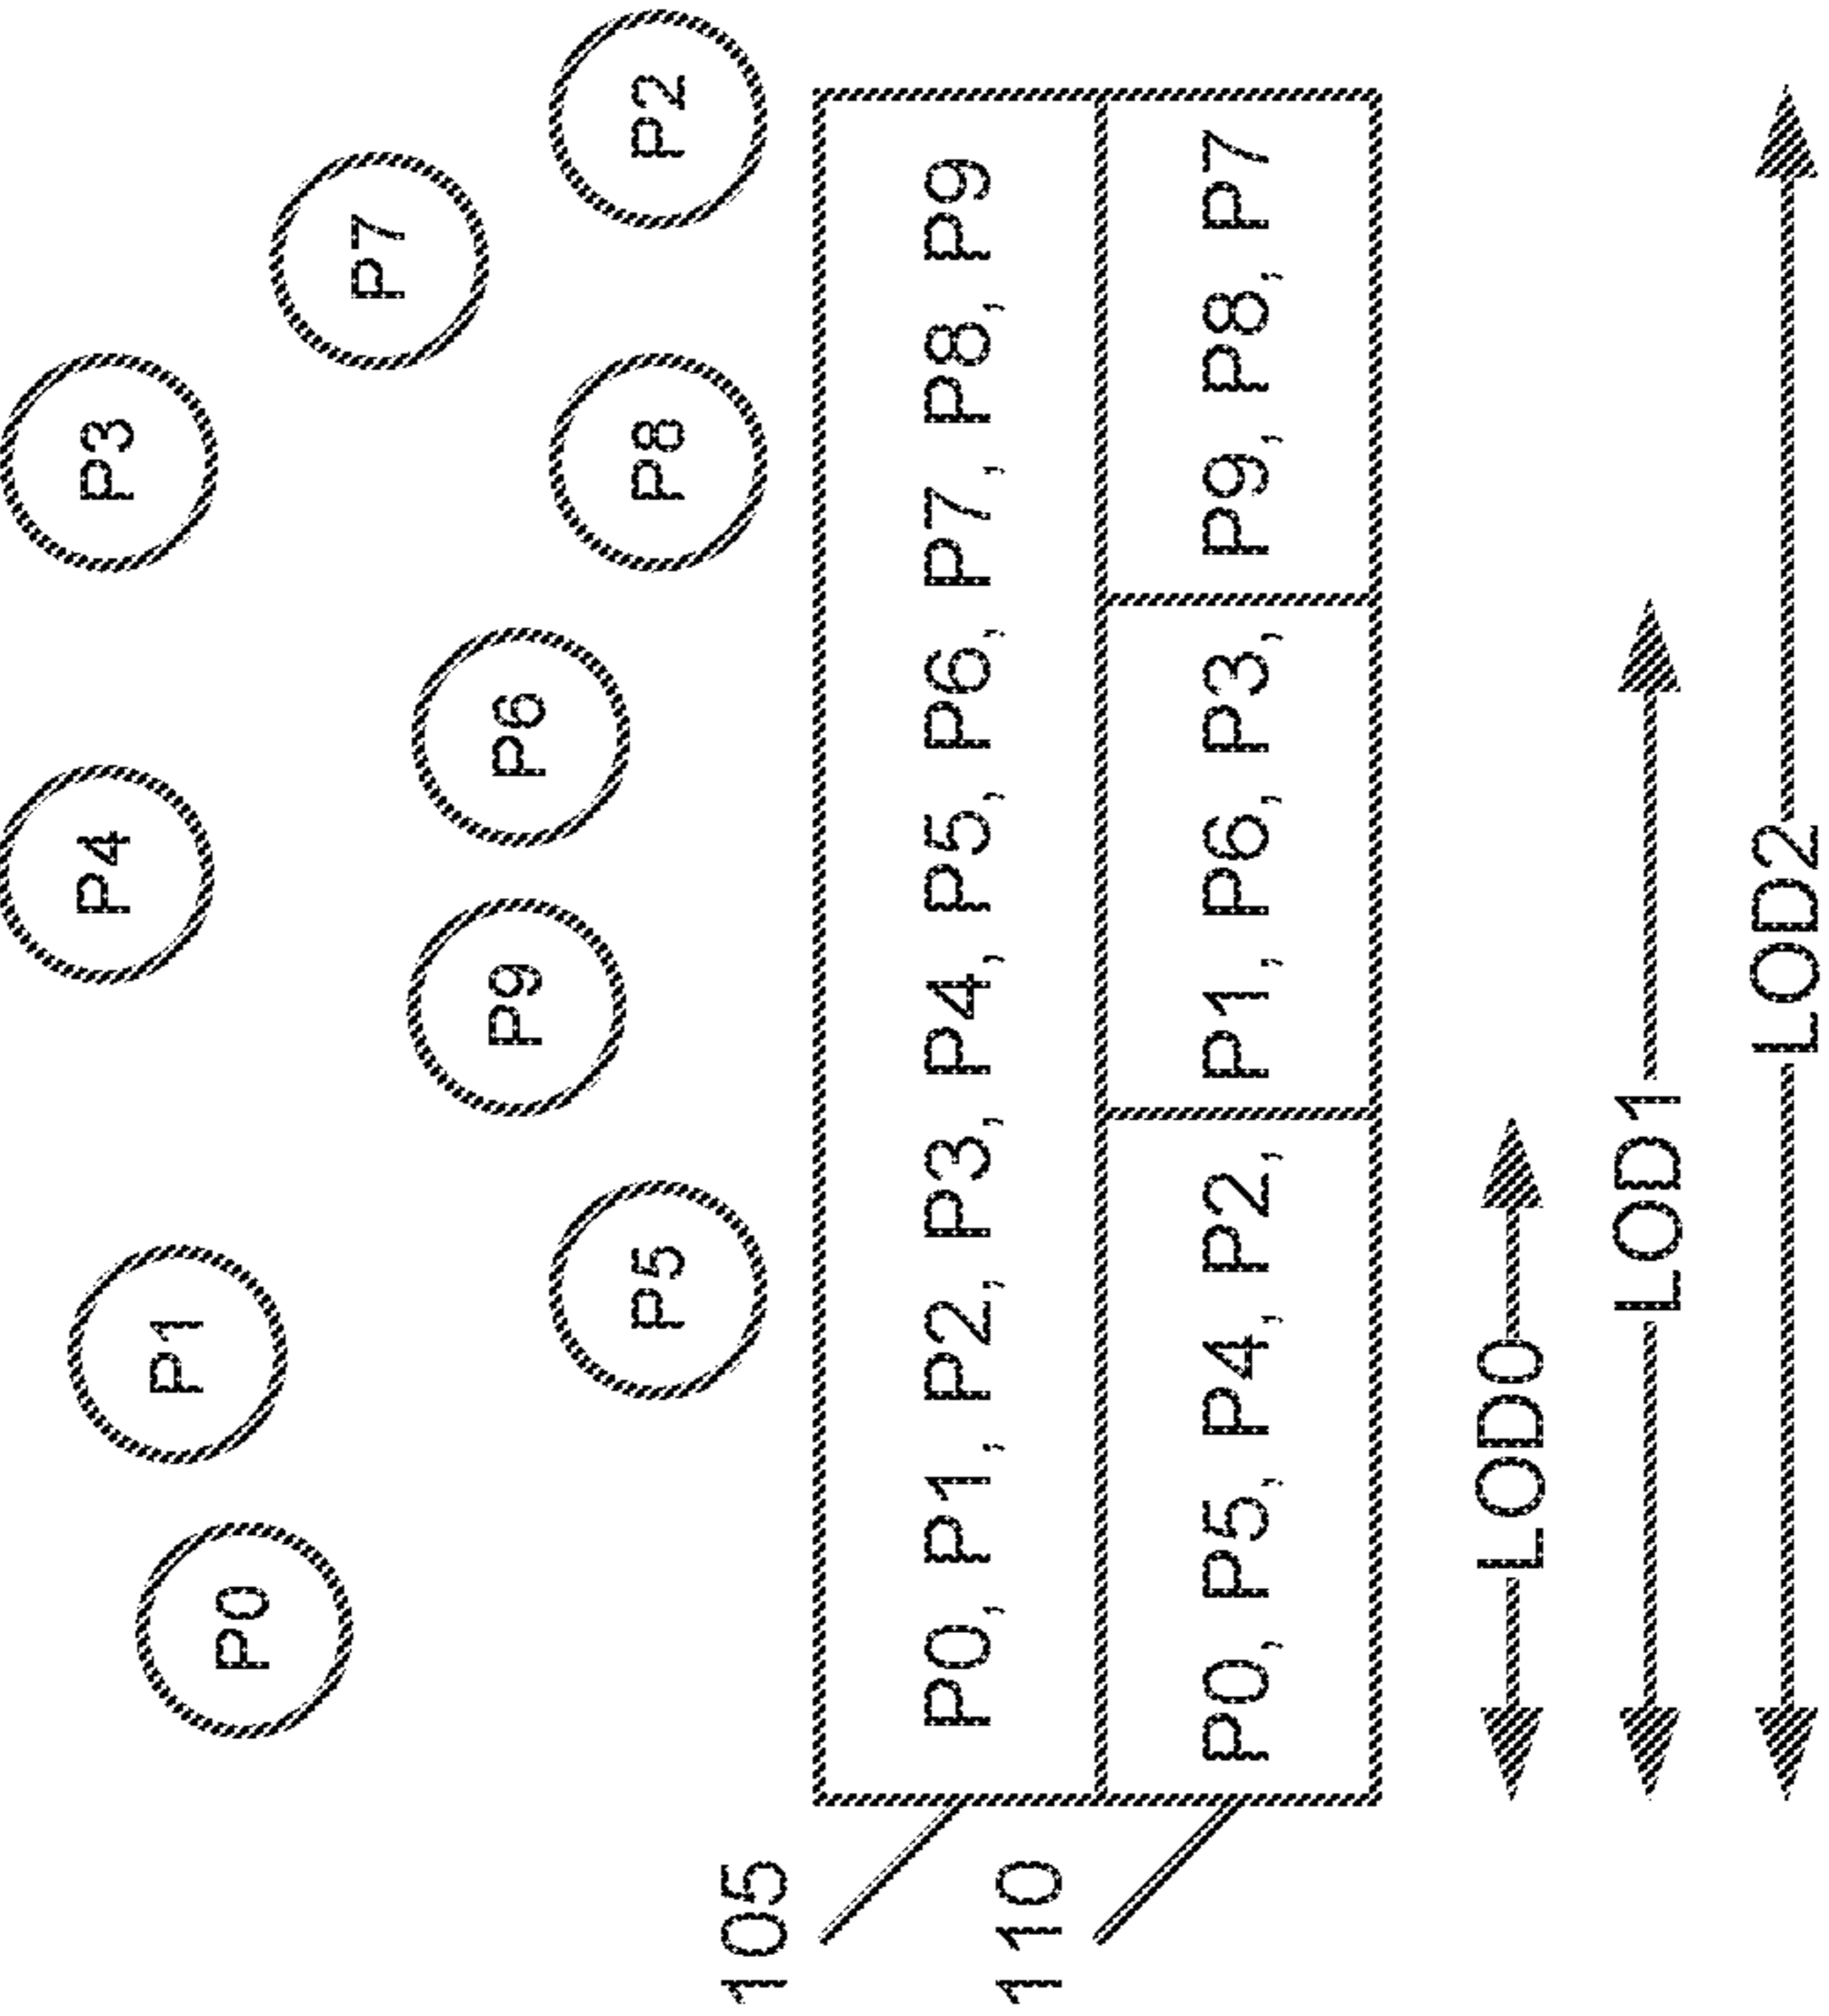 P4
P3
P1
P0
P7
P9
P6
P5
P8
P2
105
P0, P1, P2, P3, P4, P5, P6, P7, P8, P9
110
P0, P5, P4, P2,
P1, P6, P3,
P9, P8, P7
LOD0
LOD1
LOD2